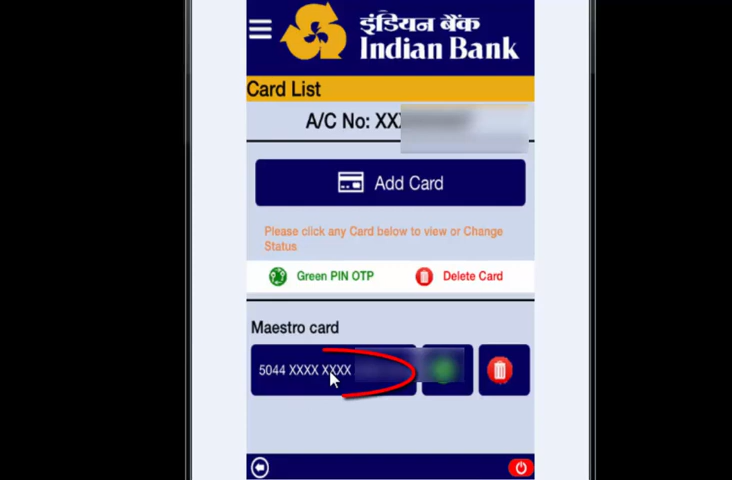 इंडियन बैंक
Indian Bank
Card List
A/C No: XXX
Add Card
Please click any Card below to view or Change
Status
Green PIN OTP
Delete Card
Maestro card
5044 XXXX XXXX